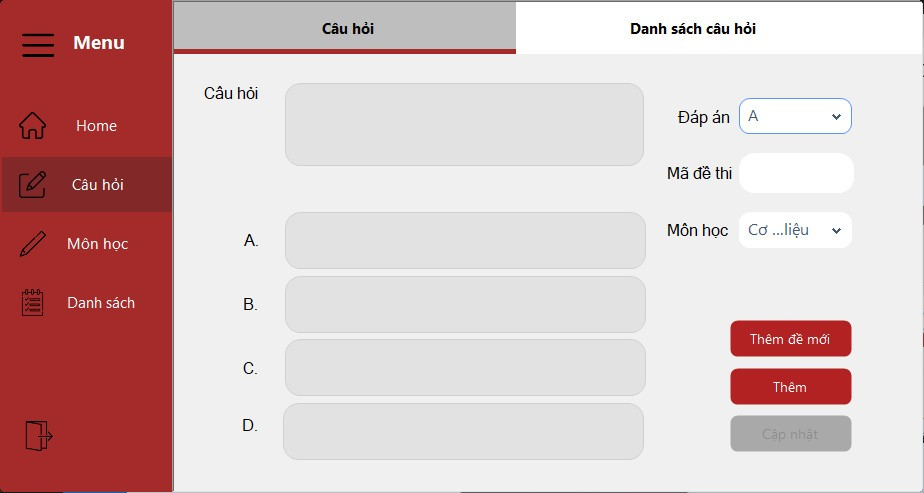 Menu
Home
Câu hỏi
Môn học
Danh sách
Câu hỏi
Danh sách câu hỏi
Câu hỏi
A.
B.
C.
D.
Đáp án
A
Mã đề thi
Môn học
Cơ ...liệu
Thêm đề mới
Thêm
Cập nhật